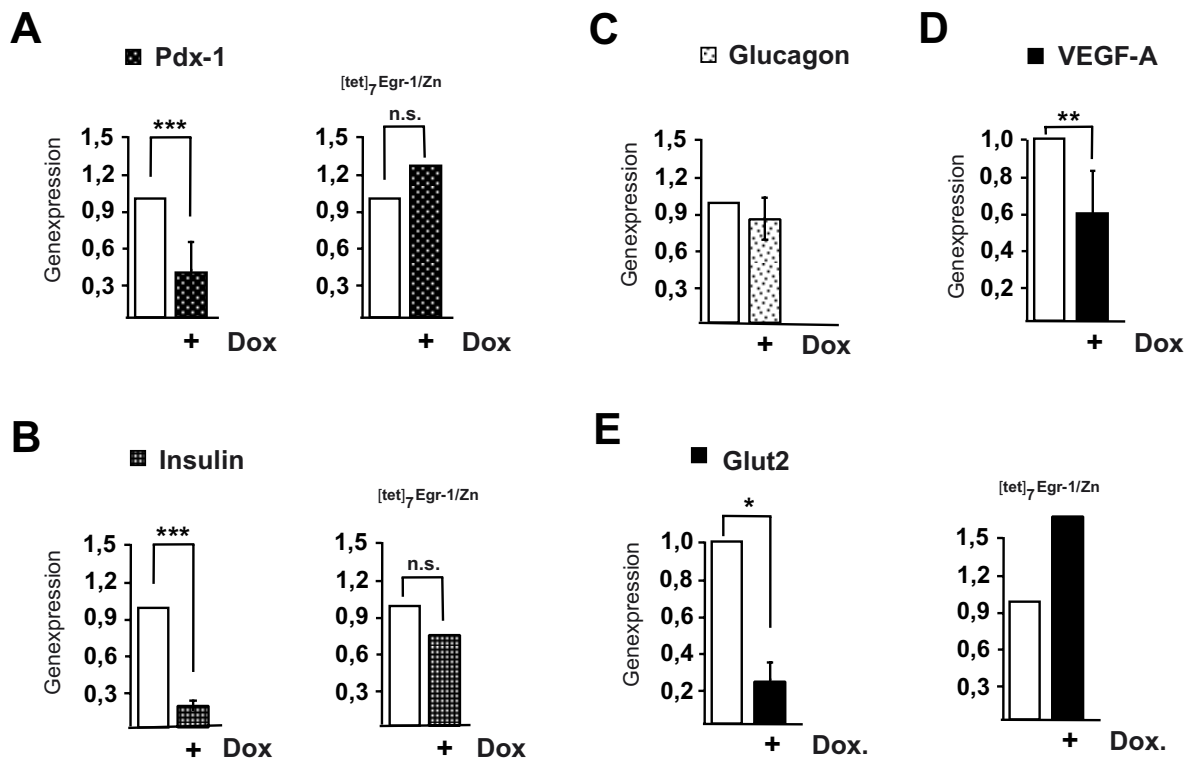 A
Pdx-1
[tet]7Egr-1/Zn
Genexpression
1,5
1,2
0,9
0,6
0,3
***
+ Dox
1,5
1,2
0,9
0,6
0,3
n.s.
+ Dox
C
Glucagon
Genexpression
1,5
1,2
0,9
0,6
0,3
+ Dox
D
VEGF-A
Genexpression
1,0
0,8
0,6
0,4
0,2
**
+ Dox
B
Insulin
[tet]7Egr-1/Zn
Genexpression
1,5
1,2
0,9
0,6
0,3
***
+ Dox
1,5
1,2
0,9
0,6
0,3
n.s.
+ Dox
E
Glut2
[tet]7Egr-1/Zn
Genexpression
1,0
0,8
0,6
0,4
0,2
*
+ Dox.
1,5
1,2
0,9
0,6
0,3
+ Dox.